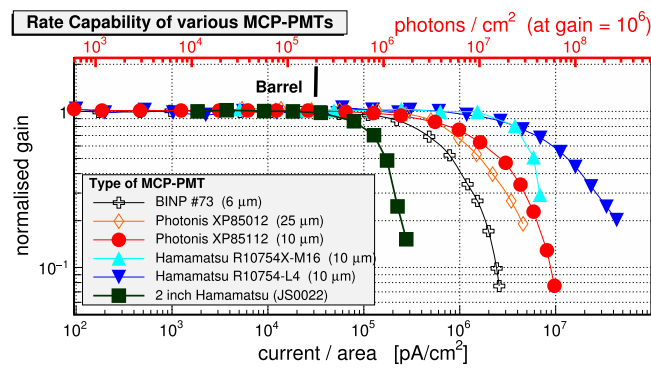 Rate Capability of various MCP-PMTs
photons / cm² (at gain = 10⁶)
10³ 10⁴ 10⁵ 10⁶ 10⁷ 10⁸
Barrel
normalised gain
1
10⁻¹
Type of MCP-PMT
BINP #73 (6 μm)
Photonis XP85012 (25 μm)
Photonis XP85112 (10 μm)
Hamamatsu R10754X-M16 (10 μm)
Hamamatsu R10754-L4 (10 μm)
2 inch Hamamatsu (JS0022)
10² 10³ 10⁴ 10⁵ 10⁶ 10⁷
current / area [pA/cm²]